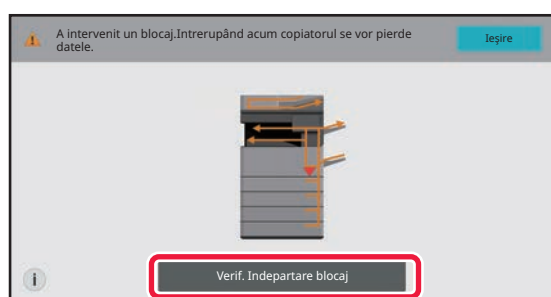 A intervenit un blocaj.Intrerupând acum copiatorul se vor pierde
datele.
Ieşire
Verif. Indepartare blocaj
i